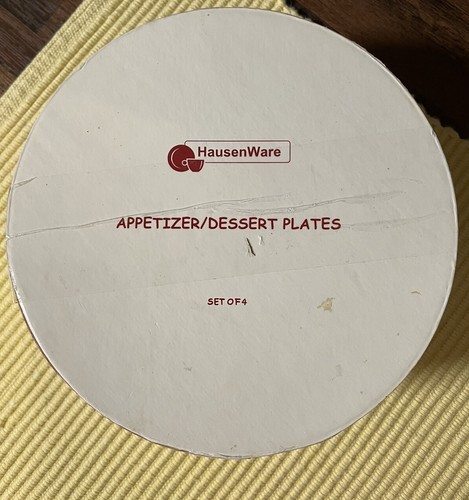 HausenWare
APPETIZER/DESSERT PLATES
SET OF 4